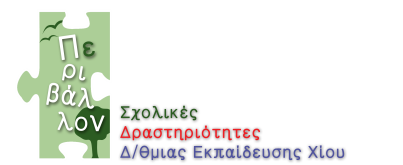 Πε
ρι
βάλ
λον
Σχολικές
Δραστηριότητες
Δ/θμιας Εκπαίδευσης Χίου